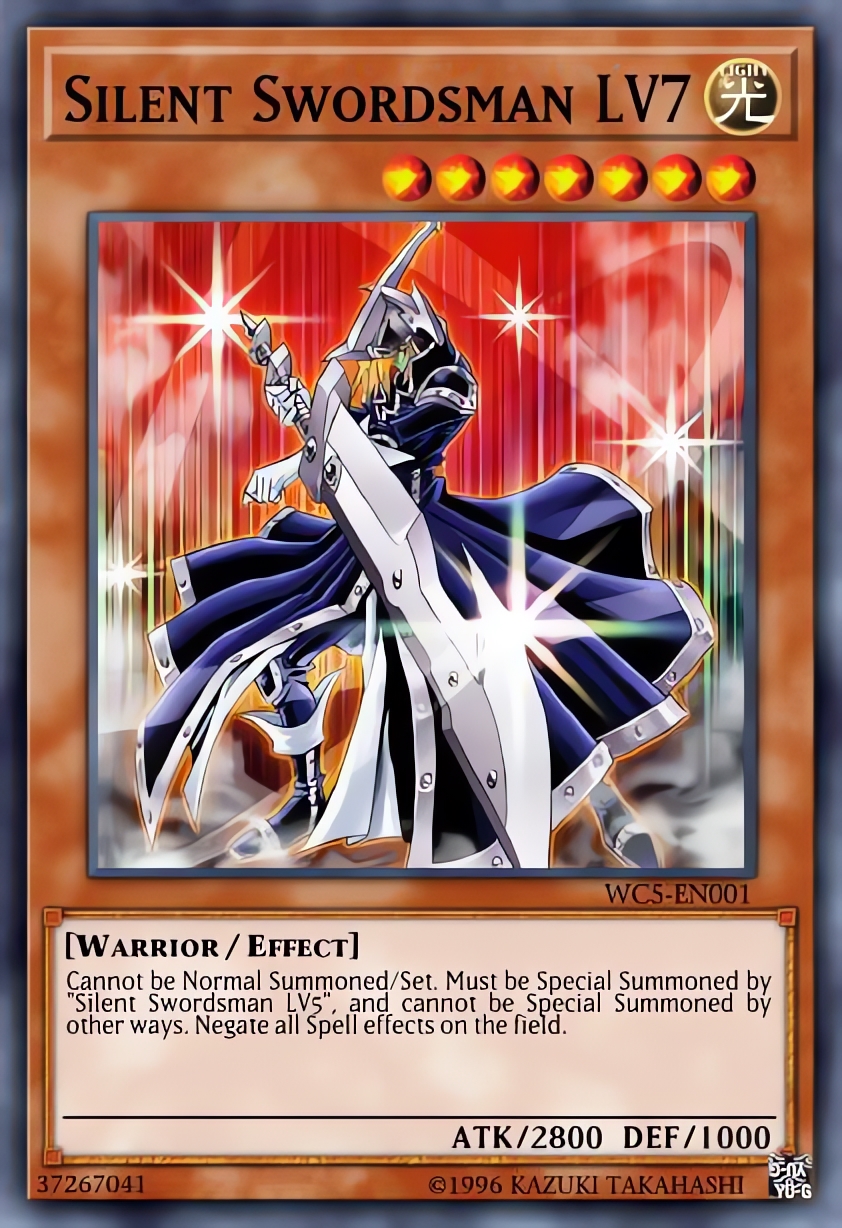 Silent Swordsman LV7
光
WC5-EN001
[Warrior / Effect]
Cannot be Normal Summoned/Set. Must be Special Summoned by
"Silent Swordsman LV5", and cannot be Special Summoned by
other ways. Negate all Spell effects on the field.
ATK/2800 DEF/1000
37267041
©1996 KAZUKI TAKAHASHI